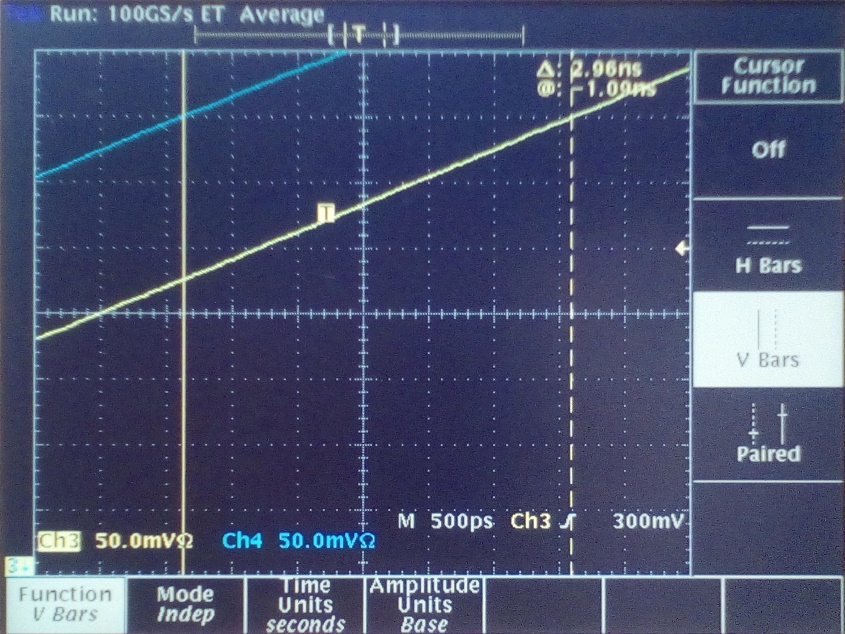 Tek Run: 100GS/s ET Average
[ T ]
Δ: 2.96ns
@: -1.09ns
T
M 500ps Ch3 300mV
Ch3 50.0mVΩ Ch4 50.0mVΩ
3
Cursor
Function
Off
H Bars
V Bars
Paired
Function
V Bars
Mode
Indep
Time
Units
seconds
Amplitude
Units
Base